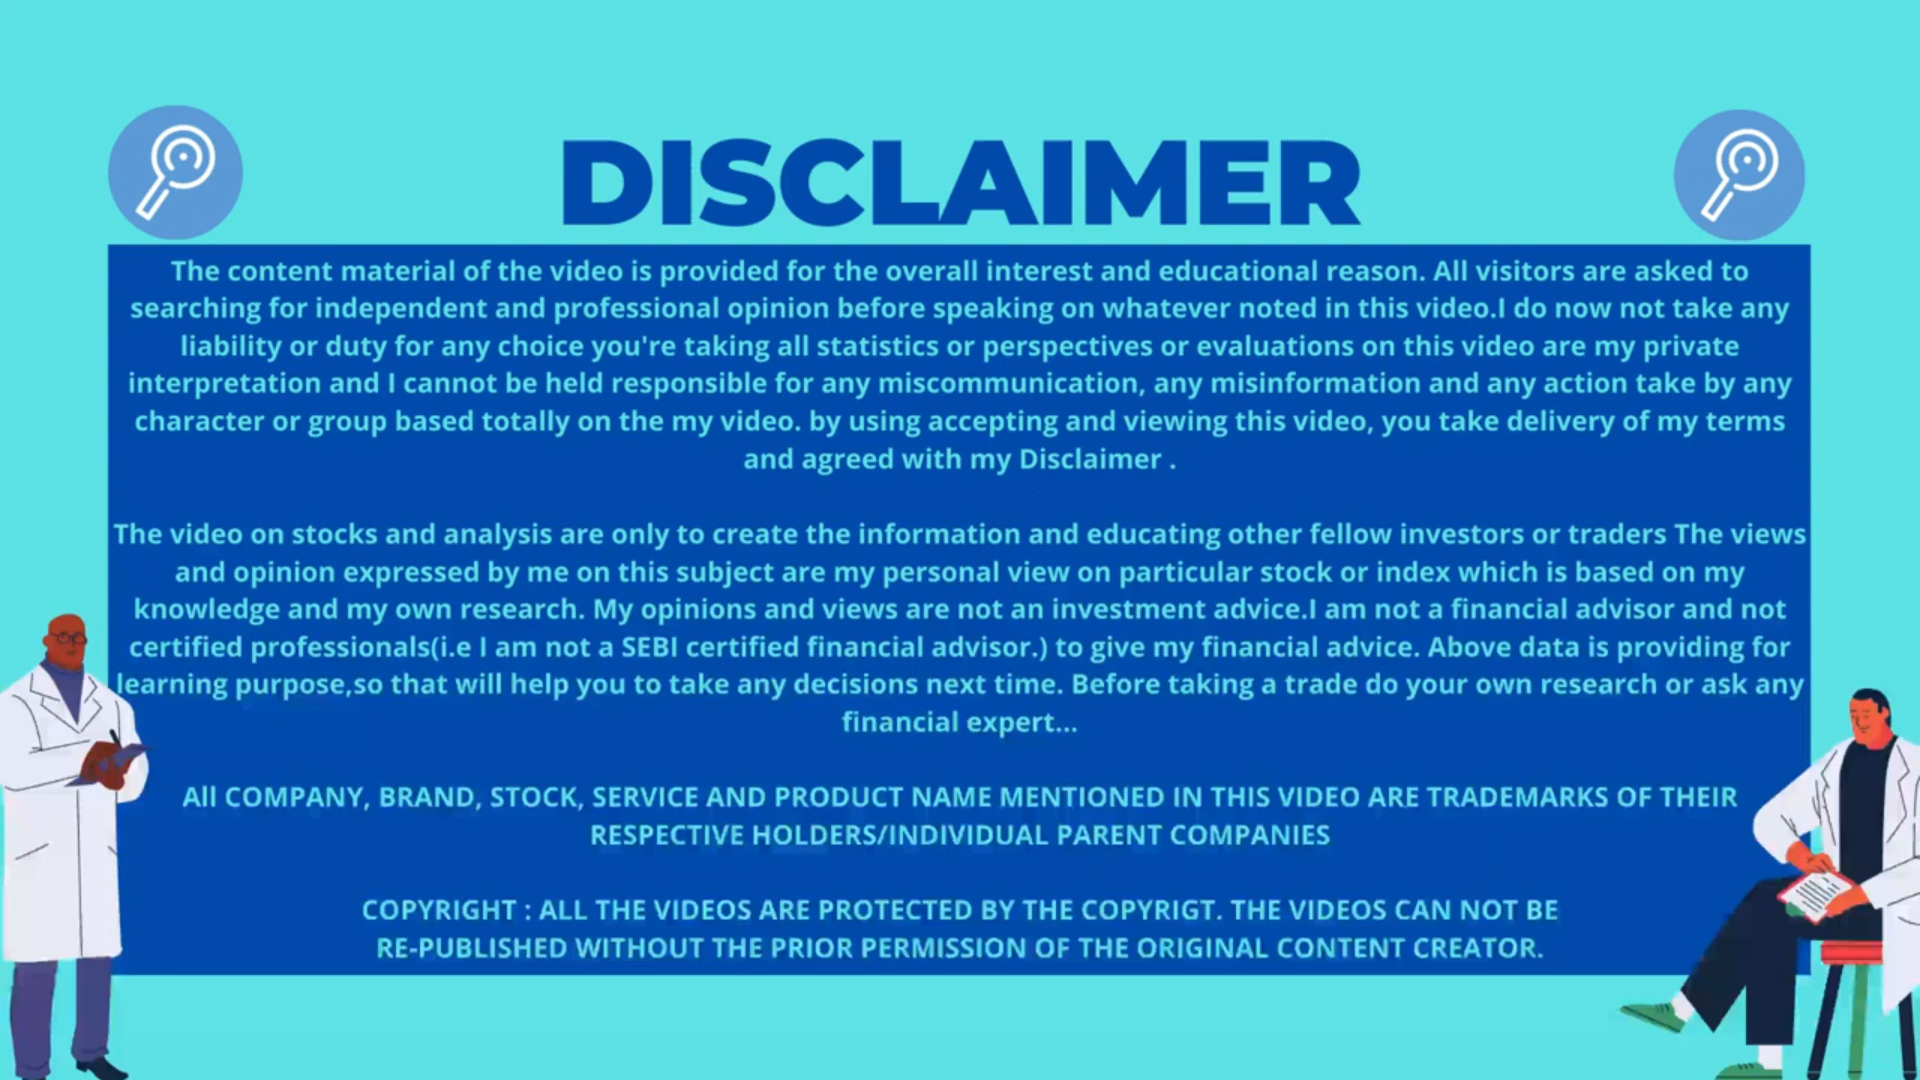 DISCLAIMER
The content material of the video is provided for the overall interest and educational reason. All visitors are asked to
searching for independent and professional opinion before speaking on whatever noted in this video.I do now not take any
liability or duty for any choice you're taking all statistics or perspectives or evaluations on this video are my private
interpretation and I cannot be held responsible for any miscommunication, any misinformation and any action take by any
character or group based totally on the my video. by using accepting and viewing this video, you take delivery of my terms
and agreed with my Disclaimer .
The video on stocks and analysis are only to create the information and educating other fellow investors or traders The views
and opinion expressed by me on this subject are my personal view on particular stock or index which is based on my
knowledge and my own research. My opinions and views are not an investment advice.I am not a financial advisor and not
certified professionals(i.e I am not a SEBI certified financial advisor.) to give my financial advice. Above data is providing for
learning purpose,so that will help you to take any decisions next time. Before taking a trade do your own research or ask any
financial expert...
All COMPANY, BRAND, STOCK, SERVICE AND PRODUCT NAME MENTIONED IN THIS VIDEO ARE TRADEMARKS OF THEIR
RESPECTIVE HOLDERS/INDIVIDUAL PARENT COMPANIES
COPYRIGHT : ALL THE VIDEOS ARE PROTECTED BY THE COPYRIGT. THE VIDEOS CAN NOT BE
RE-PUBLISHED WITHOUT THE PRIOR PERMISSION OF THE ORIGINAL CONTENT CREATOR.